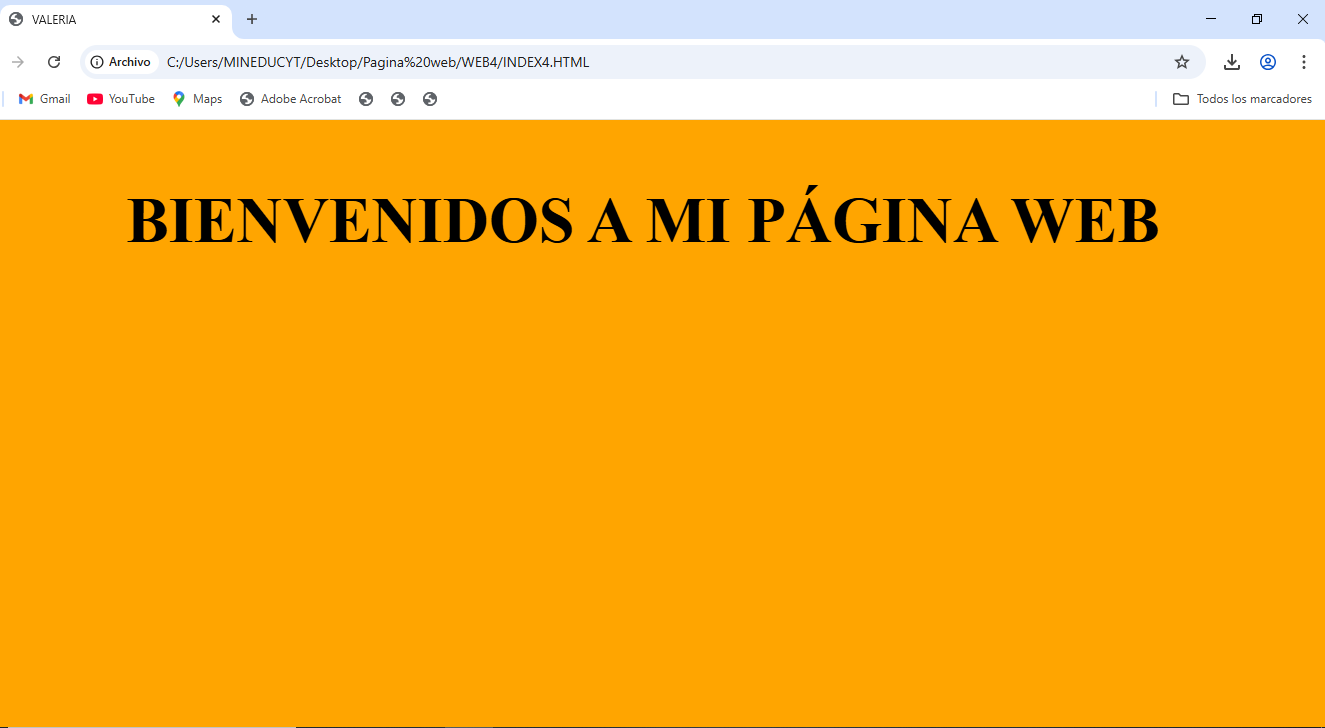 VALERIA
Archivo C:/Users/MINEDUCYT/Desktop/Pagina%20web/WEB4/INDEX4.HTML
Gmail YouTube Maps Adobe Acrobat Todos los marcadores
BIENVENIDOS A MI PÁGINA WEB